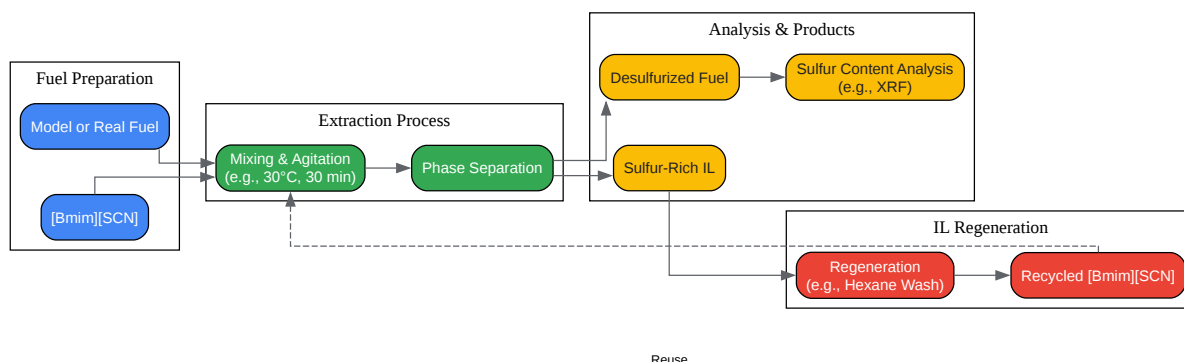 Fuel Preparation
Model or Real Fuel
[Bmim][SCN]
Extraction Process
Mixing & Agitation
(e.g., 30°C, 30 min)
Phase Separation
Analysis & Products
Desulfurized Fuel
Sulfur Content Analysis
(e.g., XRF)
Sulfur-Rich IL
IL Regeneration
Regeneration
(e.g., Hexane Wash)
Recycled [Bmim][SCN]
Reuse